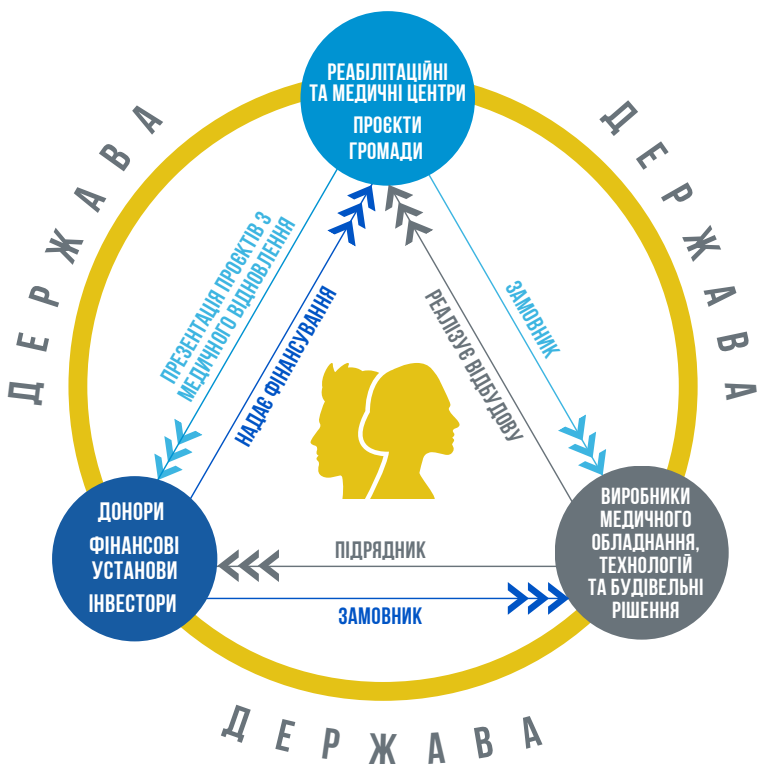 РЕАБІЛІТАЦІЙНІ
ТА МЕДИЧНІ ЦЕНТРИ
ПРОЄКТИ
ГРОМАДИ
ДЕРЖАВА
ДЕРЖАВА
ПРЕЗЕНТАЦІЯ ПРОЄКТІВ З
МЕДИЧНОГО ВІДНОВЛЕННЯ
НАДАЄ ФІНАНСУВАННЯ
РЕАЛІЗУЄ ВІДБУДОВУ
ЗАМОВНИК
ДОНОРИ
ФІНАНСОВІ
УСТАНОВИ
ІНВЕСТОРИ
ПІДРЯДНИК
ЗАМОВНИК
ВИРОБНИКИ
МЕДИЧНОГО
ОБЛАДНАННЯ,
ТЕХНОЛОГІЙ
ТА БУДІВЕЛЬНІ
РІШЕННЯ
ДЕРЖАВА